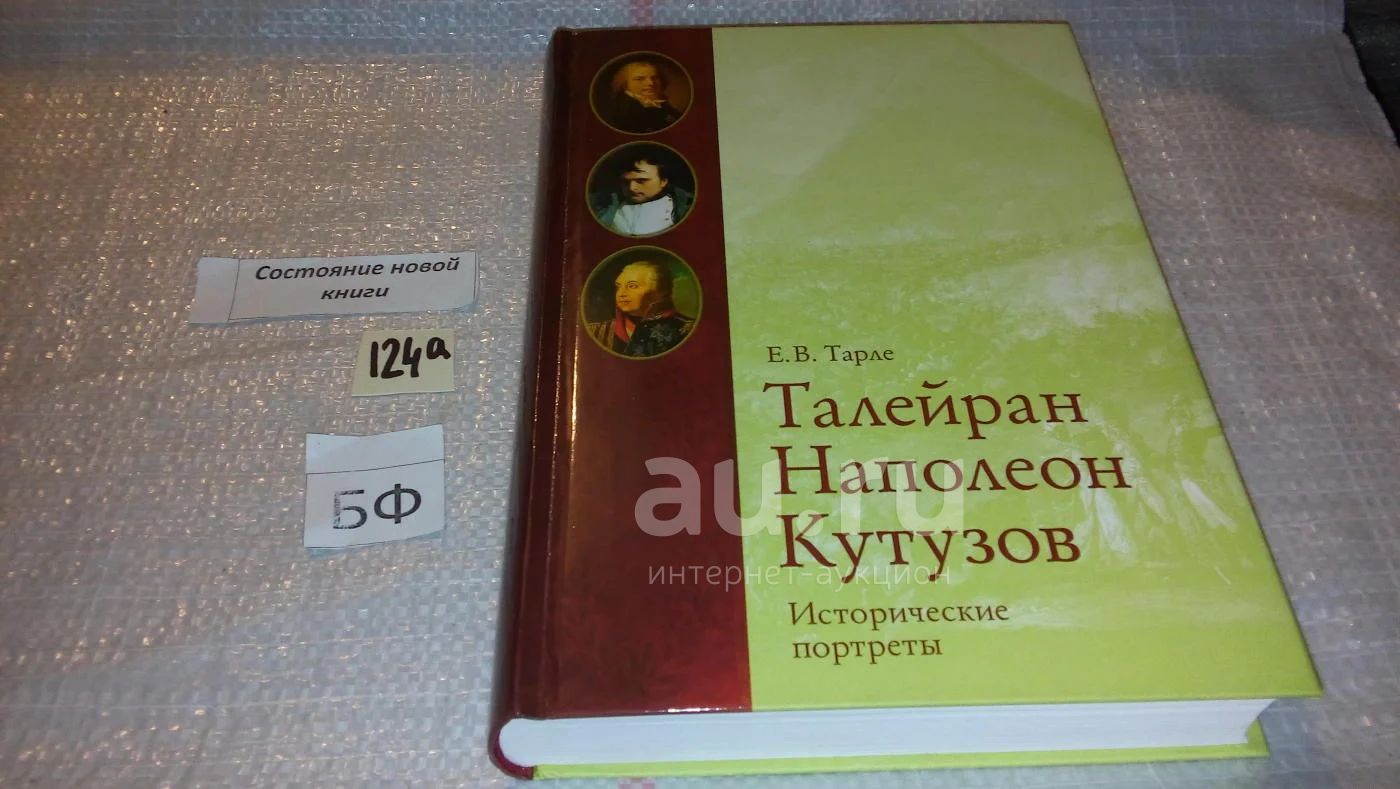 Состояние новой
книги
124а
БФ
Е. В. Тарле
Талейран
Наполеон
Кутузов
Исторические
портреты
au.ru
интернет-аукцион